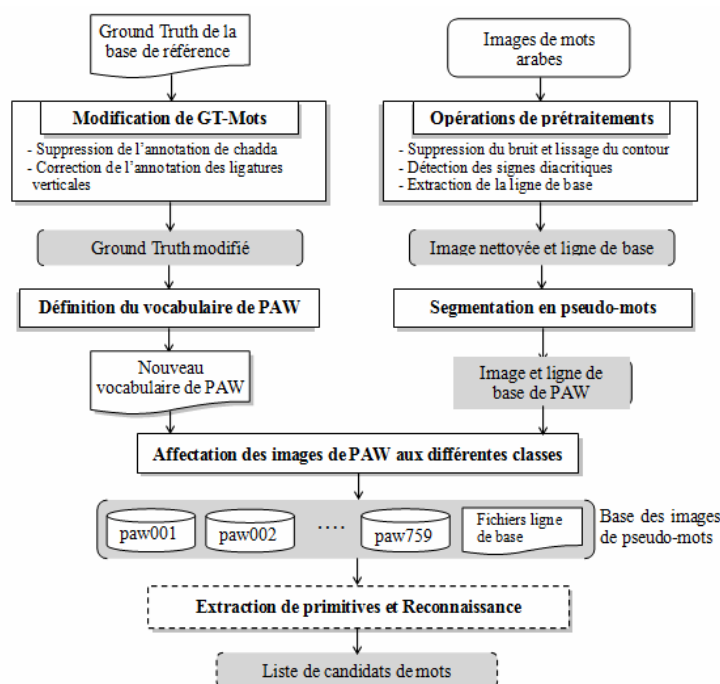 Ground Truth de la
base de référence
Images de mots
arabes
Modification de GT-Mots
- Suppression de l’annotation de chadda
- Correction de l’annotation des ligatures
verticales
Opérations de prétraitements
- Suppression du bruit et lissage du contour
- Détection des signes diacritiques
- Extraction de la ligne de base
Ground Truth modifié
Image nettoyée et ligne de base
Définition du vocabulaire de PAW
Segmentation en pseudo-mots
Nouveau
vocabulaire de PAW
Image et ligne de
base de PAW
Affectation des images de PAW aux différentes classes
paw001
paw002
....
paw759
Fichiers ligne
de base
Base des images
de pseudo-mots
Extraction de primitives et Reconnaissance
Liste de candidats de mots